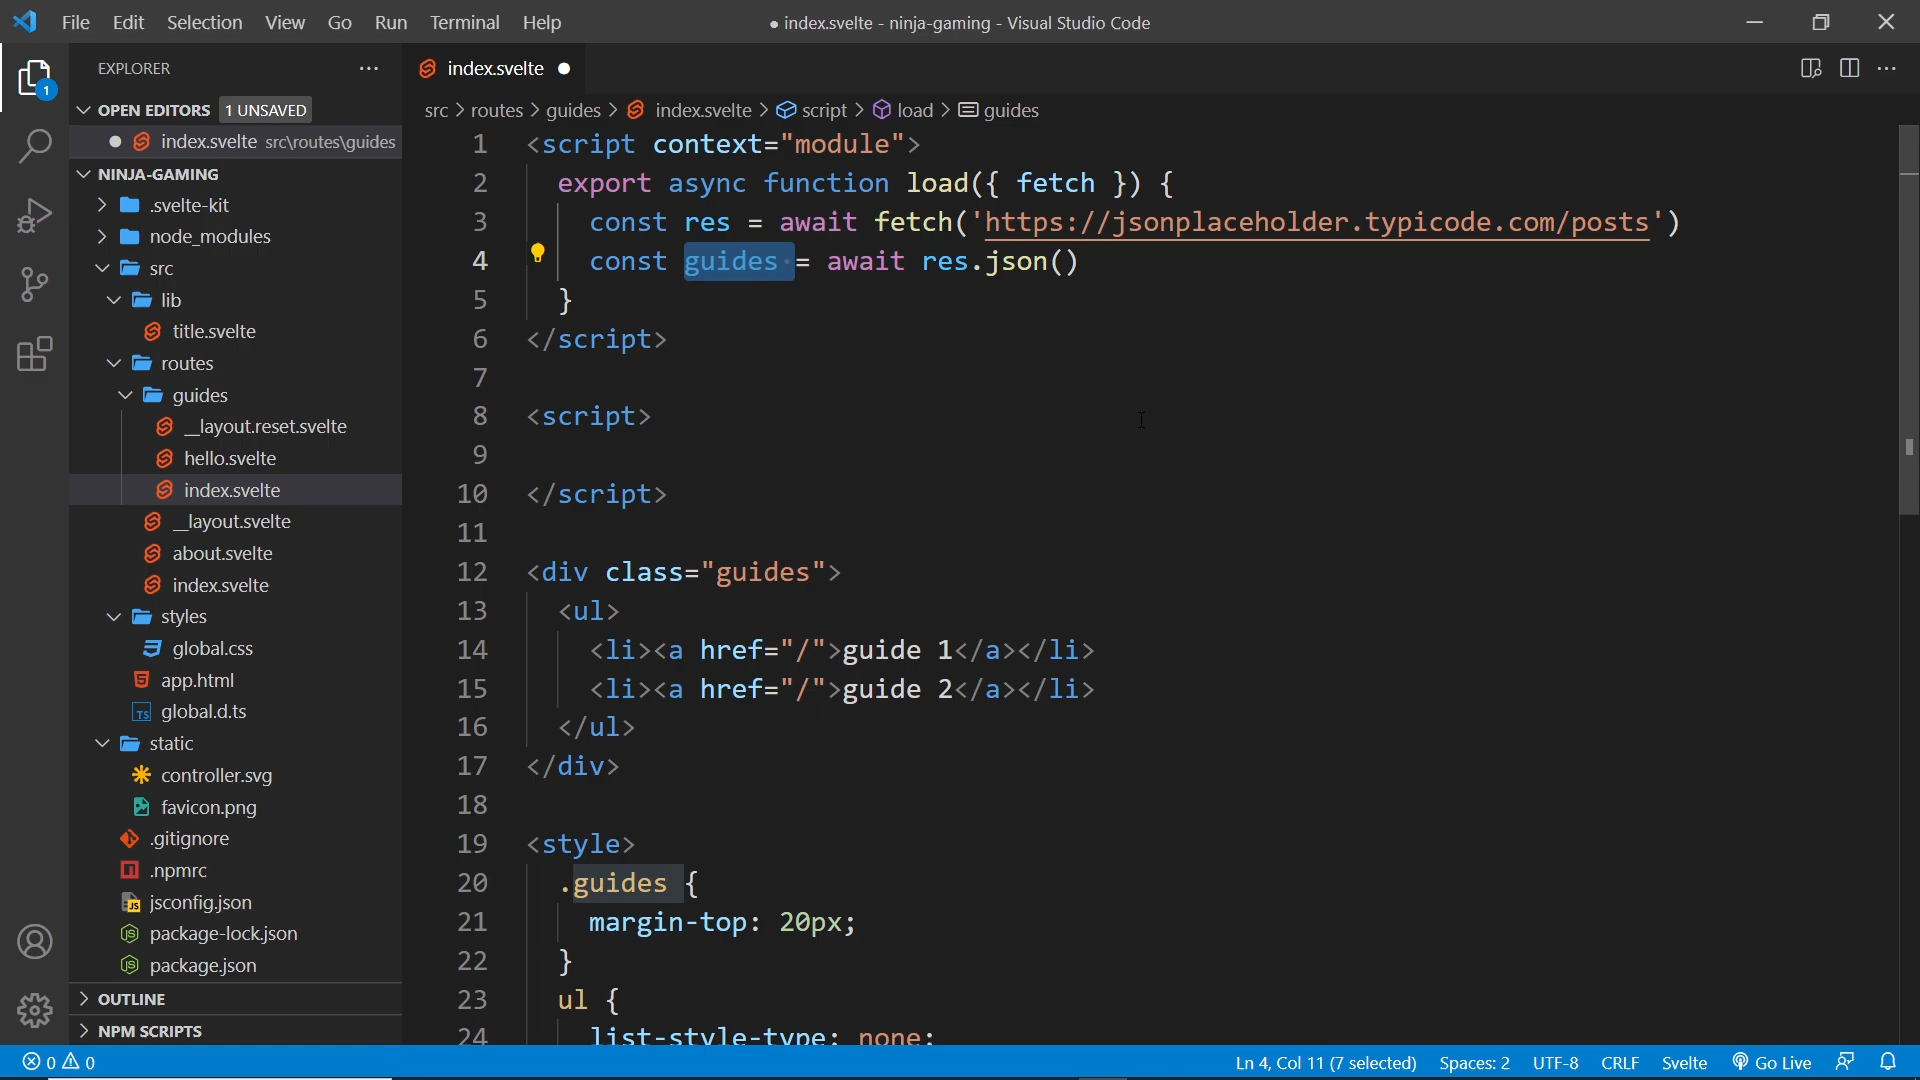 File Edit Selection View Go Run Terminal Help
● index.svelte - ninja-gaming - Visual Studio Code
EXPLORER
index.svelte
OPEN EDITORS 1 UNSAVED
src > routes > guides > index.svelte > script > load > guides
index.svelte src\routes\guides
NINJA-GAMING
.svelte-kit
node_modules
src
lib
title.svelte
routes
guides
__layout.reset.svelte
hello.svelte
index.svelte
__layout.svelte
about.svelte
index.svelte
styles
global.css
app.html
global.d.ts
static
controller.svg
favicon.png
.gitignore
.npmrc
jsconfig.json
package-lock.json
package.json
OUTLINE
NPM SCRIPTS
1 <script context="module">
2 export async function load({ fetch }) {
3 const res = await fetch('https://jsonplaceholder.typicode.com/posts')
4 const guides = await res.json()
5 }
6 </script>
7
8 <script>
9
10 </script>
11
12 <div class="guides">
13 <ul>
14 <li><a href="/">guide 1</a></li>
15 <li><a href="/">guide 2</a></li>
16 </ul>
17 </div>
18
19 <style>
20 .guides {
21 margin-top: 20px;
22 }
23 ul {
24 list-style-type: none;
1
0 0
Ln 4, Col 11 (7 selected) Spaces: 2 UTF-8 CRLF Svelte Go Live